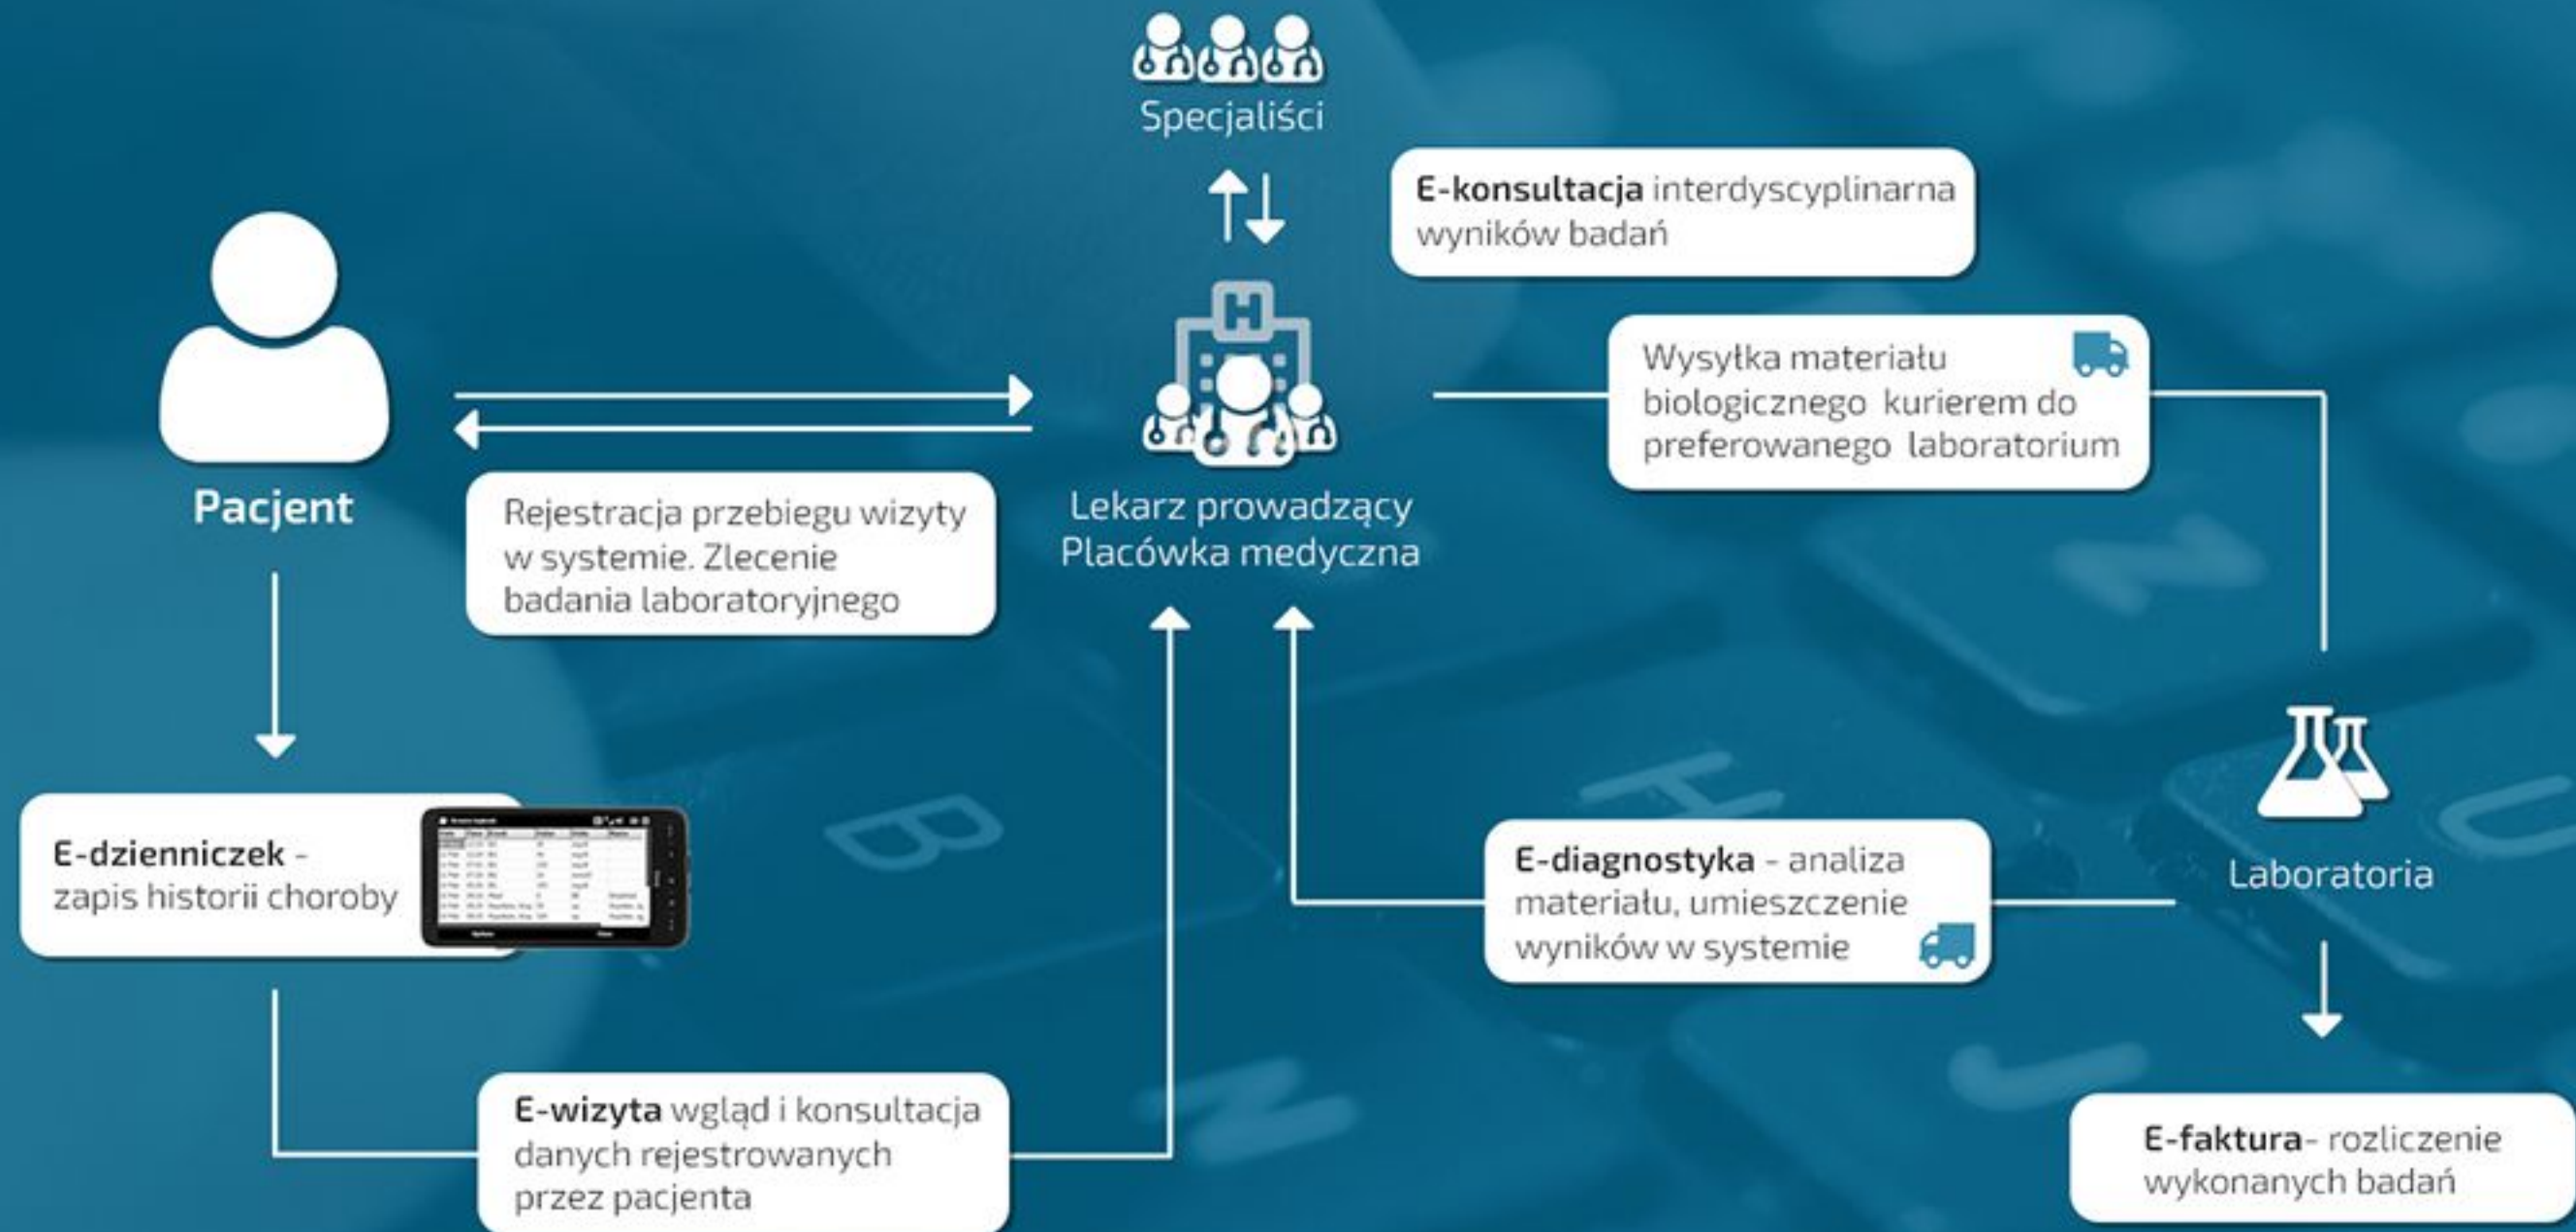 Specjaliści
E-konsultacja interdyscyplinarna
wyników badań
Wysyłka materiału
biologicznego kurierem do
preferowanego laboratorium
Pacjent
Rejestracja przebiegu wizyty
w systemie. Zlecenie
badania laboratoryjnego
Lekarz prowadzący
Placówka medyczna
E-dzienniczek -
zapis historii choroby
E-diagnostyka - analiza
materiału, umieszczenie
wyników w systemie
Laboratoria
E-wizyta wgląd i konsultacja
danych rejestrowanych
przez pacjenta
E-faktura- rozliczenie
wykonanych badań
H
B
H
N
N
J
U